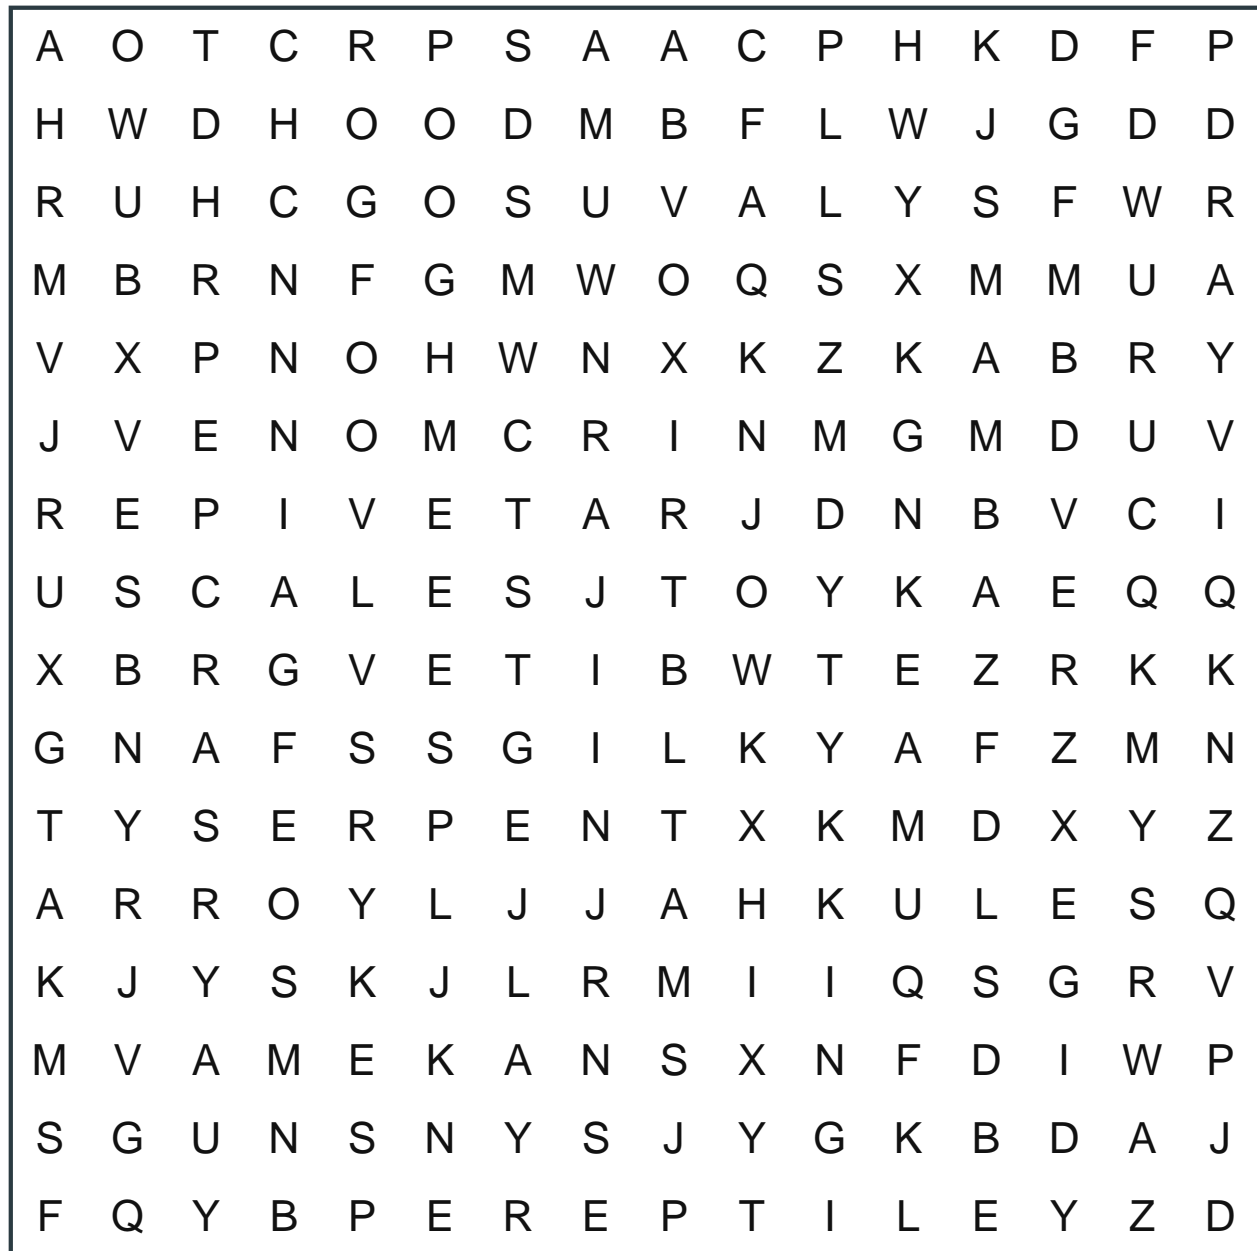 A O T C R P S A A C P H K D F P
H W D H O O D M B F L W J G D D
R U H C G O S U V A L Y S F W R
M B R N F G M W O Q S X M M U A
V X P N O H W N X K Z K A B R Y
J V E N O M C R I N M G M D U V
R E P I V E T A R J D N B V C I
U S C A L E S J T O Y K A E Q Q
X B R G V E T I B W T E Z R K K
G N A F S S G I L K Y A F Z M N
T Y S E R P E N T X K M D X Y Z
A R R O Y L J J A H K U L E S Q
K J Y S K J L R M I I Q S G R V
M V A M E K A N S X N F D I W P
S G U N S N Y S J Y G K B D A J
F Q Y B P E R E P T I L E Y Z D